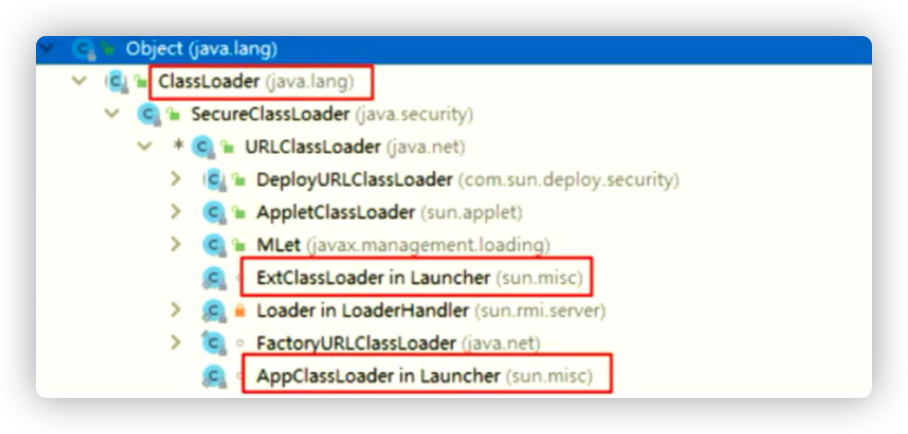 Object (java.lang)
ClassLoader (java.lang)
SecureClassLoader (java.security)
* URLClassLoader (java.net)
DeployURLClassLoader (com.sun.deploy.security)
AppletClassLoader (sun.applet)
MLet (javax.management.loading)
ExtClassLoader in Launcher (sun.misc)
Loader in LoaderHandler (sun.rmi.server)
FactoryURLClassLoader (java.net)
AppClassLoader in Launcher (sun.misc)